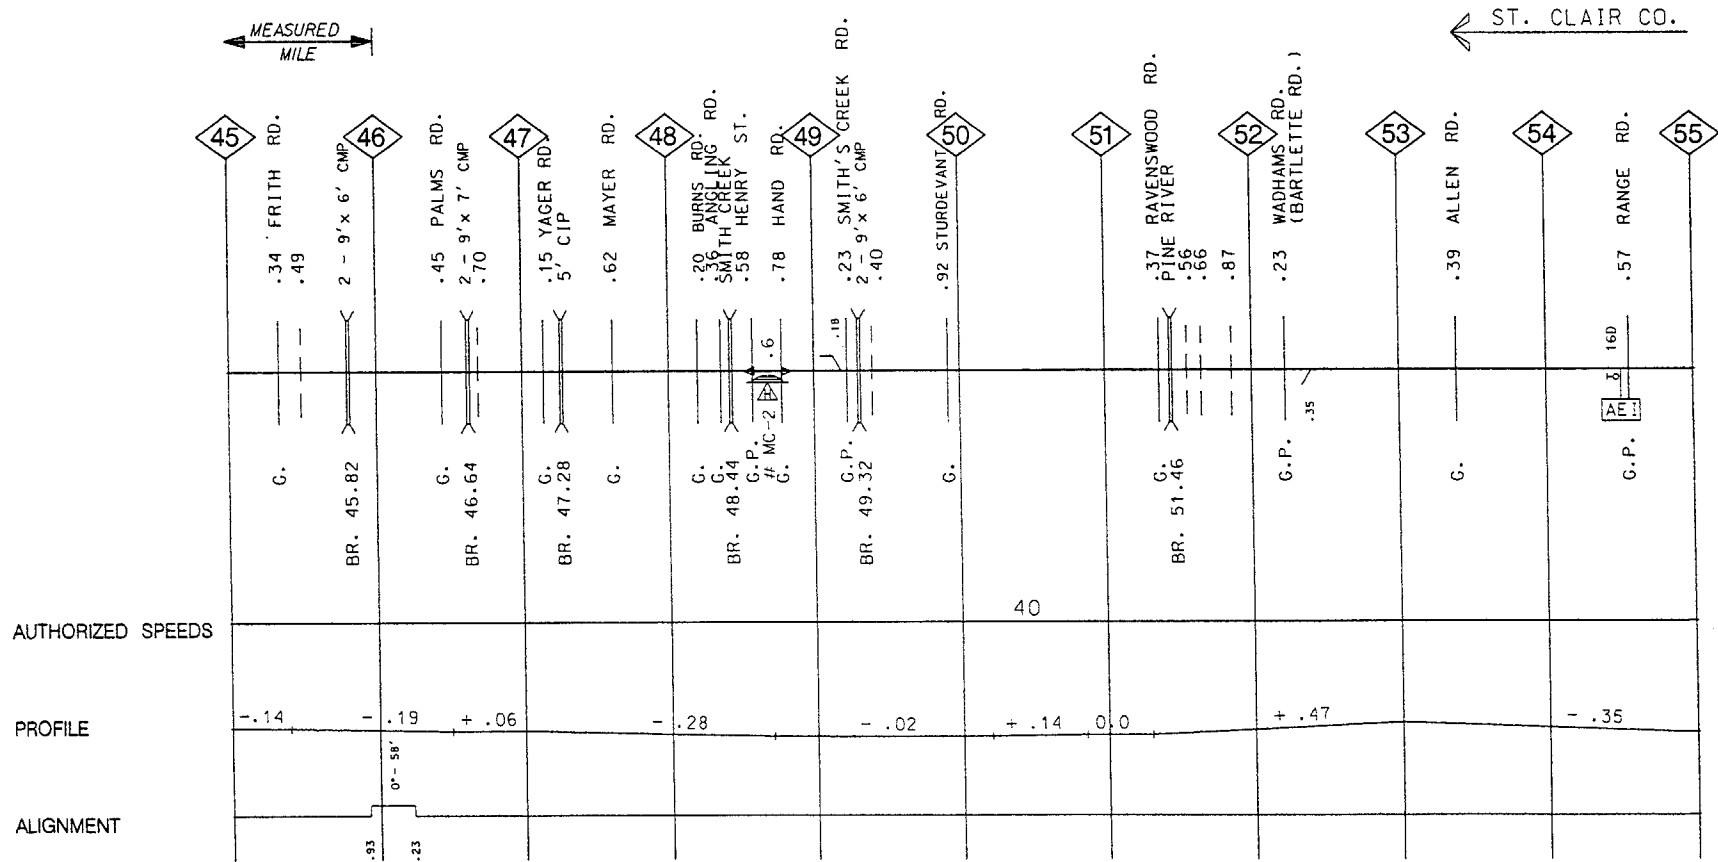 MEASURED
MILE
ST. CLAIR CO.
45
46
47
48
49
50
51
52
53
54
55
.34 FRITH RD.
.49
2 - 9'x 6' CMP
.45 PALMS RD.
2 - 9'x 7' CMP
.70
.15 YAGER RD.
5' CIP
.62 MAYER RD.
.20 BURNS RD.
.36 ANGLING RD.
SMITH CREEK
.58 HENRY ST.
.78 HAND RD.
.23 SMITH'S CREEK RD.
2 - 9'x 6' CMP
.40
.92 STURDEVANT RD.
.37 RAVENSWOOD RD.
PINE RIVER
.56
.66
.87
.23 WADHAMS RD.
(BARTLETTE RD.)
.39 ALLEN RD.
.57 RANGE RD.
.6
.18
.35
16D
AEI
H
# MC-2
G.
BR. 45.82
G.
BR. 46.64
G.
BR. 47.28
G.
G.
G.
BR. 48.44
G.P.
G.
G.P.
BR. 49.32
G.
G.
BR. 51.46
G.P.
G.
G.P.
AUTHORIZED SPEEDS
40
PROFILE
-.14
- .19
+ .06
- .28
- .02
+ .14
0.0
+ .47
- .35
ALIGNMENT
0°- 58'
.93
.23